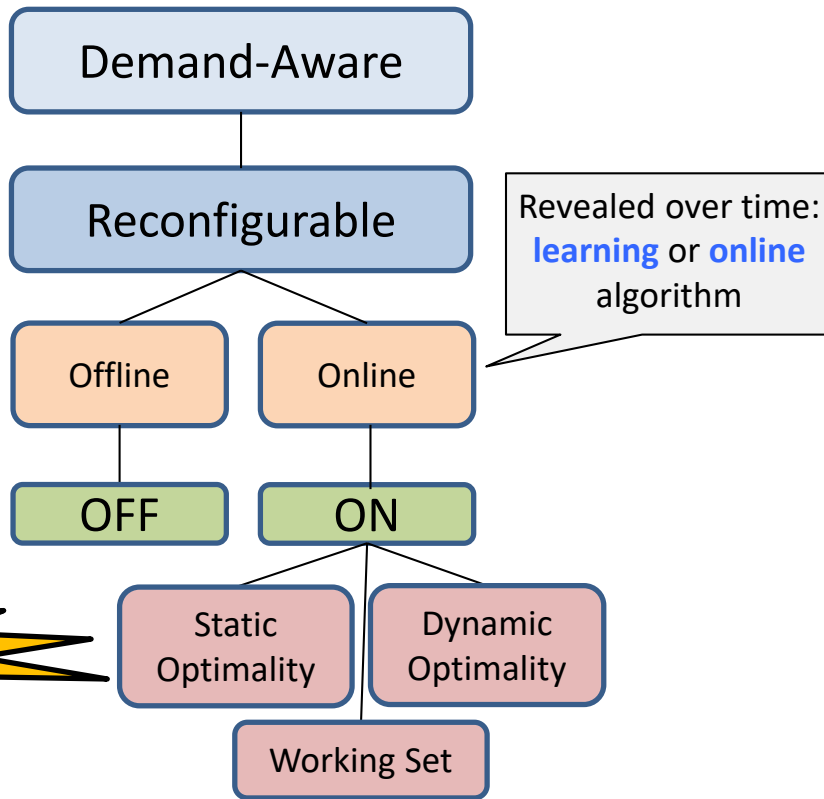 Demand-Aware
Reconfigurable
Revealed over time:
learning or online
algorithm
Offline
Online
OFF
ON
Static
Optimality
Dynamic
Optimality
Working Set